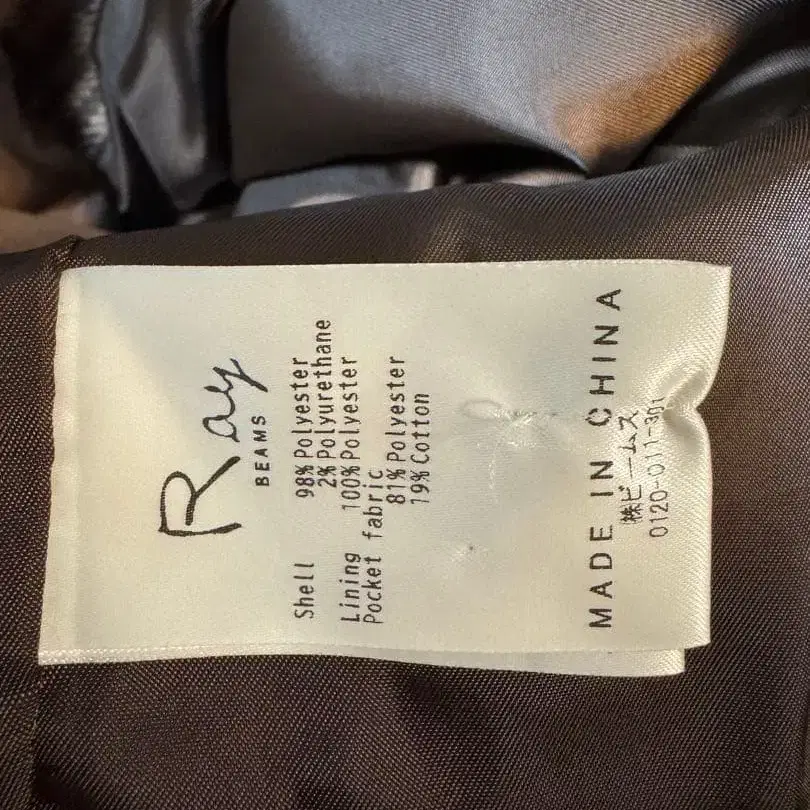 Ray
BEAMS
Shell 98% Polyester
2% Polyurethane
Lining 100% Polyester
Pocket fabric
81% Polyester
19% Cotton
MADE IN CHINA
㈱ビームス
0120-011-301